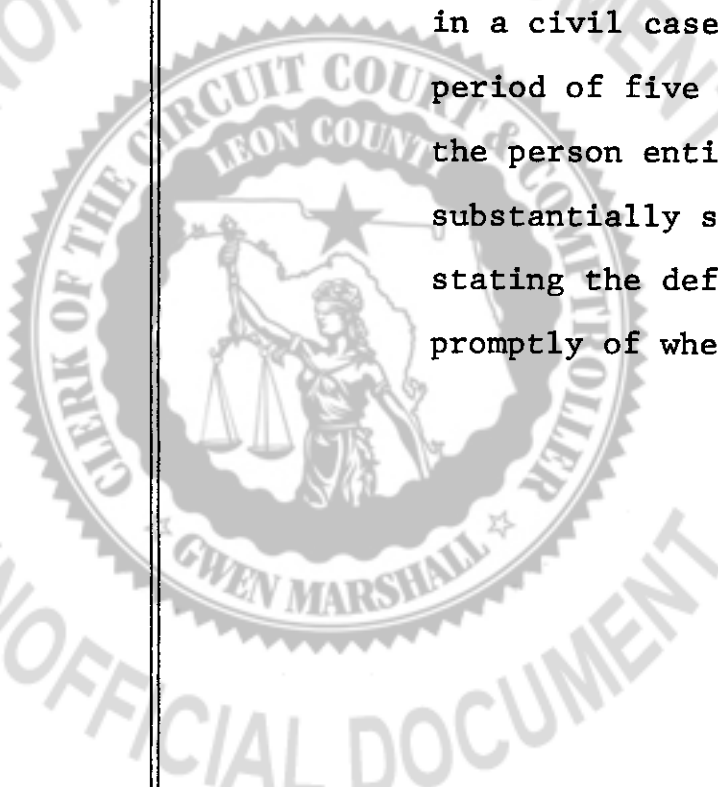 in a civil case
period of five
the person enti
substantially s
stating the def
promptly of whe
CLERK OF THE CIRCUIT COURT & COMPTROLLER
LEON COUNTY
GWEN MARSHALL
UNOFFICIAL DOCUMENT